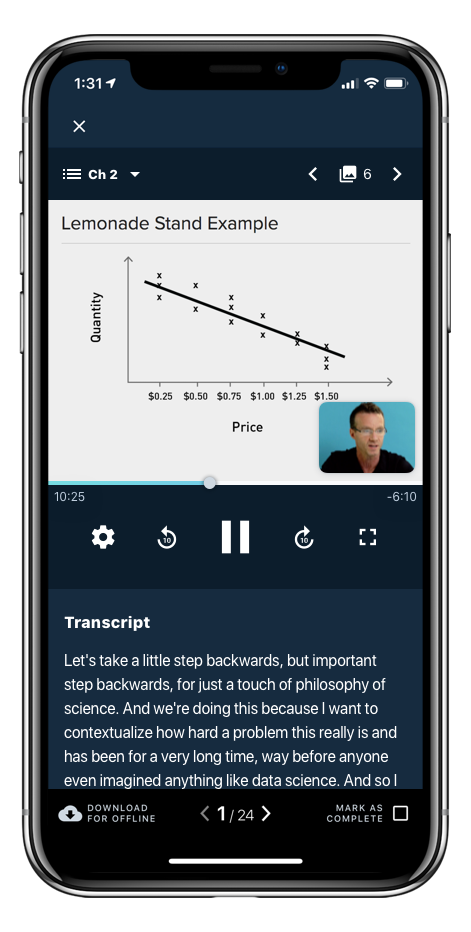 1:31
Ch 2
6
Lemonade Stand Example
Quantity
$0.25 $0.50 $0.75 $1.00 $1.25 $1.50
Price
10:25
-6:10
10
10
Transcript
Let's take a little step backwards, but important
step backwards, for just a touch of philosophy of
science. And we're doing this because I want to
contextualize how hard a problem this really is and
has been for a very long time, way before anyone
even imagined anything like data science. And so I
DOWNLOAD
FOR OFFLINE
1 / 24
MARK AS
COMPLETE